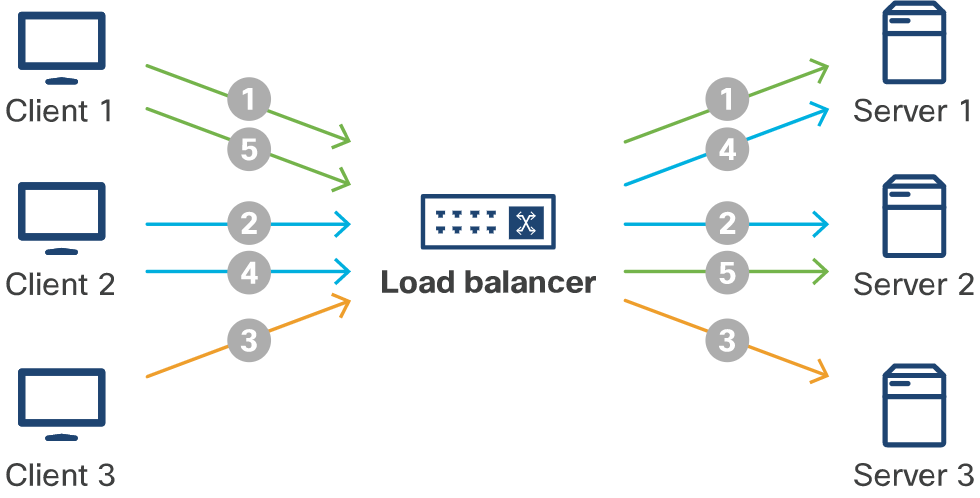 1
1
Client 1
Server 1
5
4
2
2
Client 2
4
Load balancer
5
Server 2
3
3
Client 3
Server 3